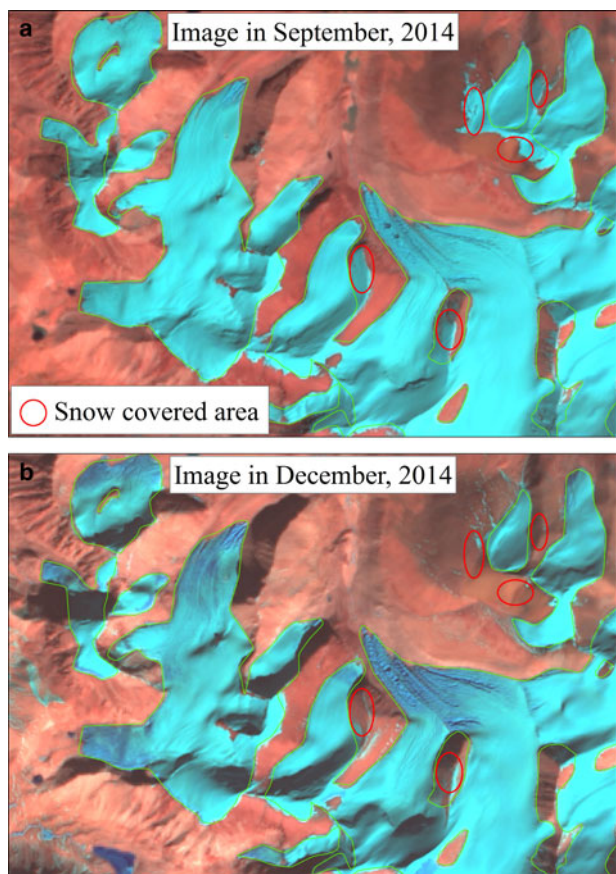 a
Image in September, 2014
Snow covered area
b
Image in December, 2014